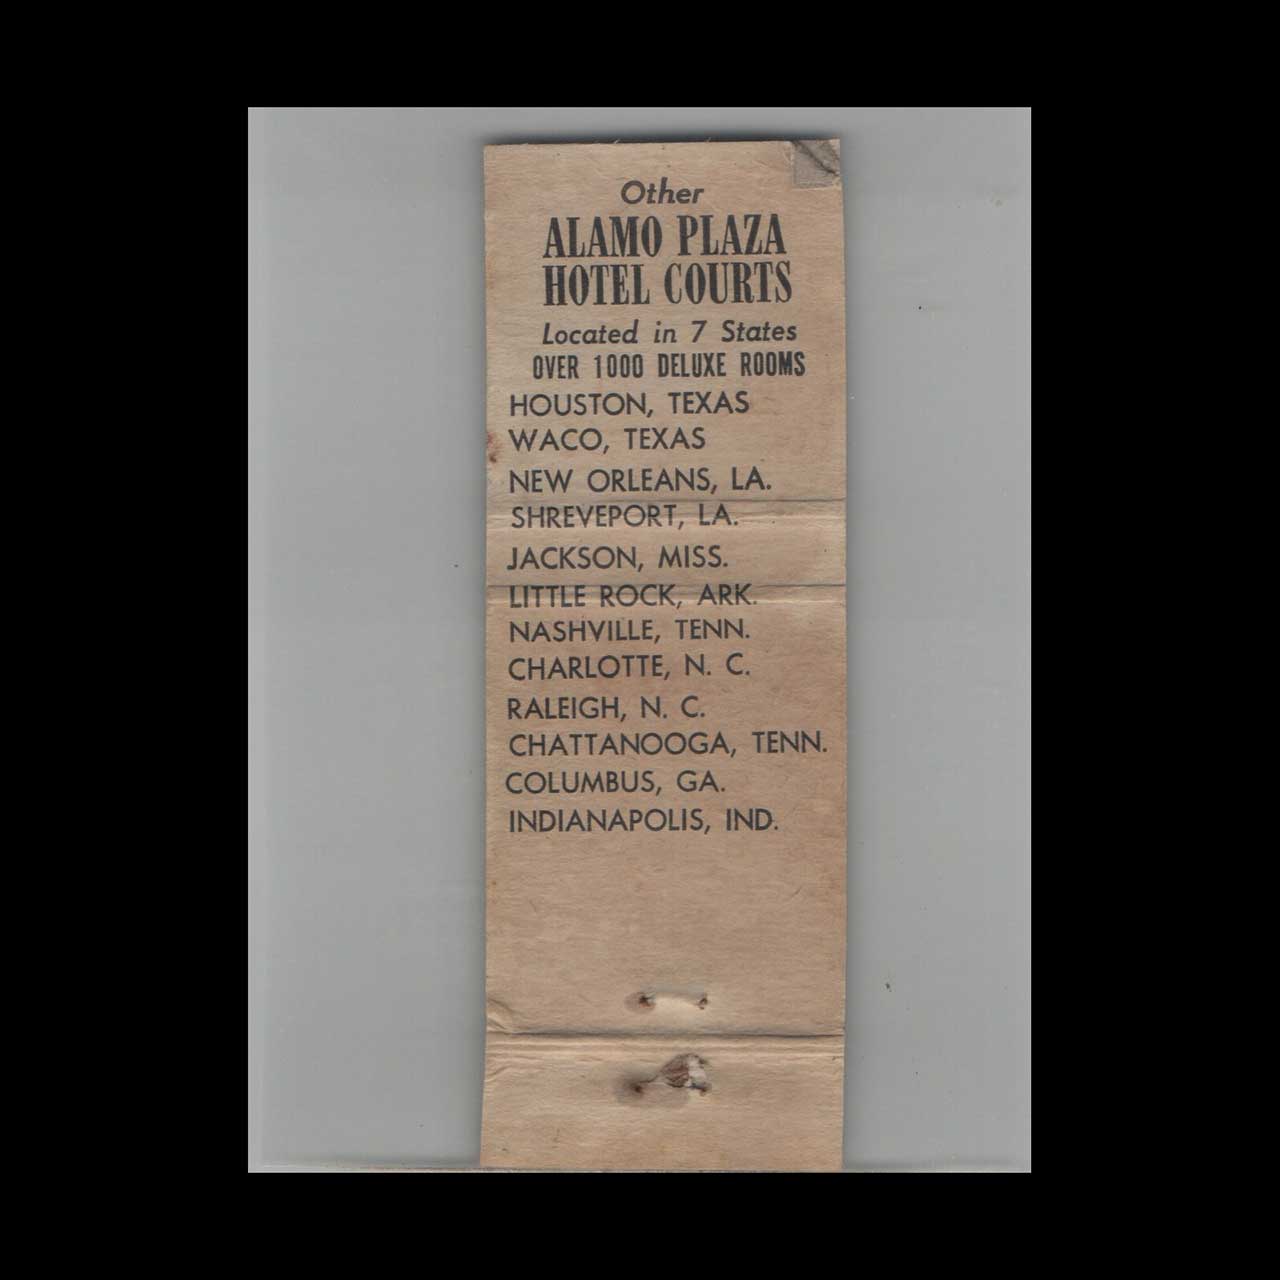 Other
ALAMO PLAZA
HOTEL COURTS
Located in 7 States
OVER 1000 DELUXE ROOMS
HOUSTON, TEXAS
WACO, TEXAS
NEW ORLEANS, LA.
SHREVEPORT, LA.
JACKSON, MISS.
LITTLE ROCK, ARK.
NASHVILLE, TENN.
CHARLOTTE, N. C.
RALEIGH, N. C.
CHATTANOOGA, TENN.
COLUMBUS, GA.
INDIANAPOLIS, IND.